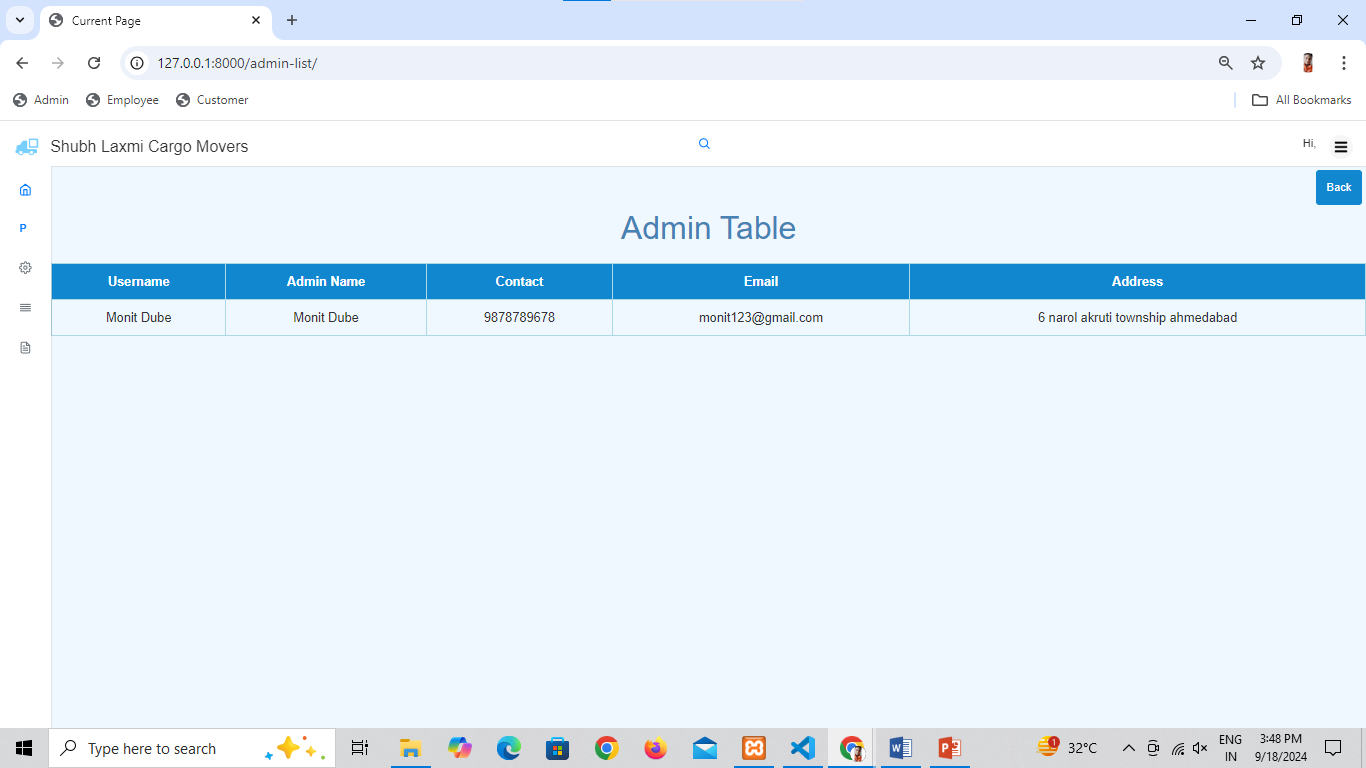 Current Page
127.0.0.1:8000/admin-list/
Admin Employee Customer All Bookmarks
Shubh Laxmi Cargo Movers Hi,
Back
P
Admin Table
Username Admin Name Contact Email Address
Monit Dube Monit Dube 9878789678 monit123@gmail.com 6 narol akruti township ahmedabad
Type here to search 1 32°C ENG IN 3:48 PM 9/18/2024